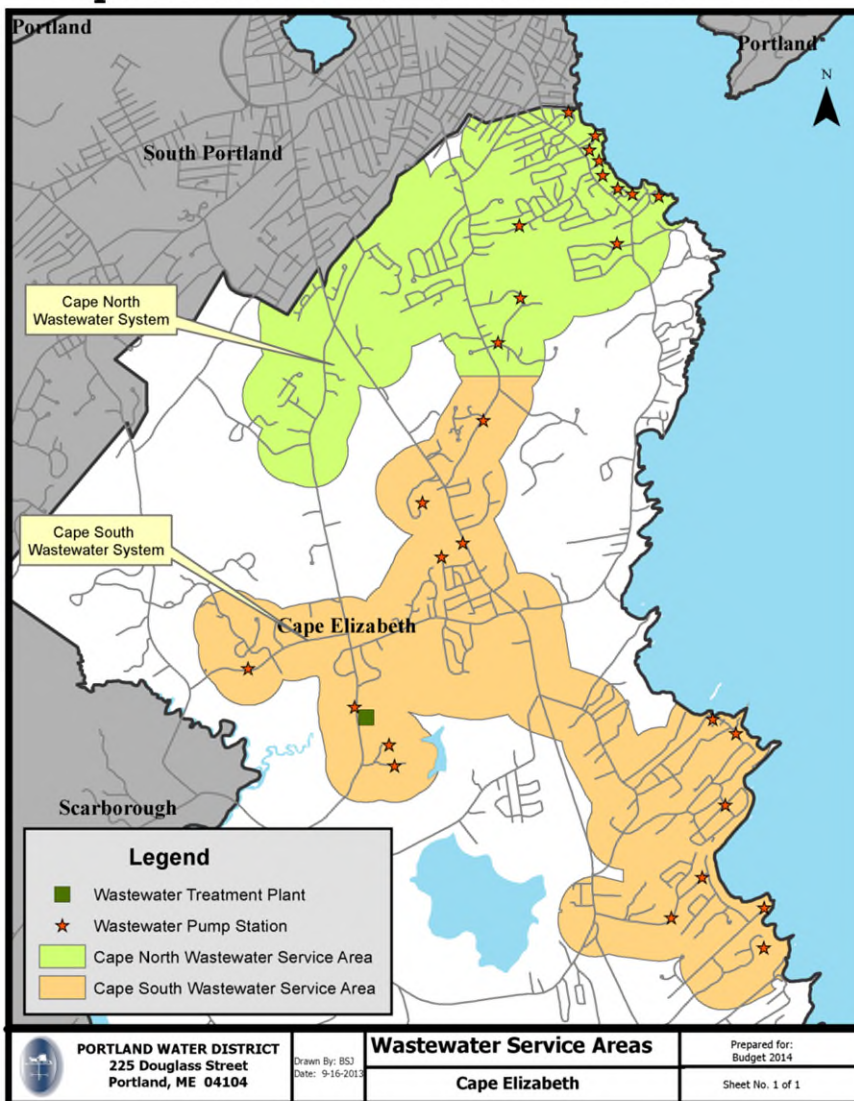 Portland
Portland
N
South Portland
Cape North
Wastewater System
Cape South
Wastewater System
Cape Elizabeth
Scarborough
Legend
Wastewater Treatment Plant
Wastewater Pump Station
Cape North Wastewater Service Area
Cape South Wastewater Service Area
PORTLAND WATER DISTRICT
225 Douglass Street
Portland, ME 04104
Drawn By: BSJ
Date: 9-16-2013
Wastewater Service Areas
Cape Elizabeth
Prepared for:
Budget 2014
Sheet No. 1 of 1